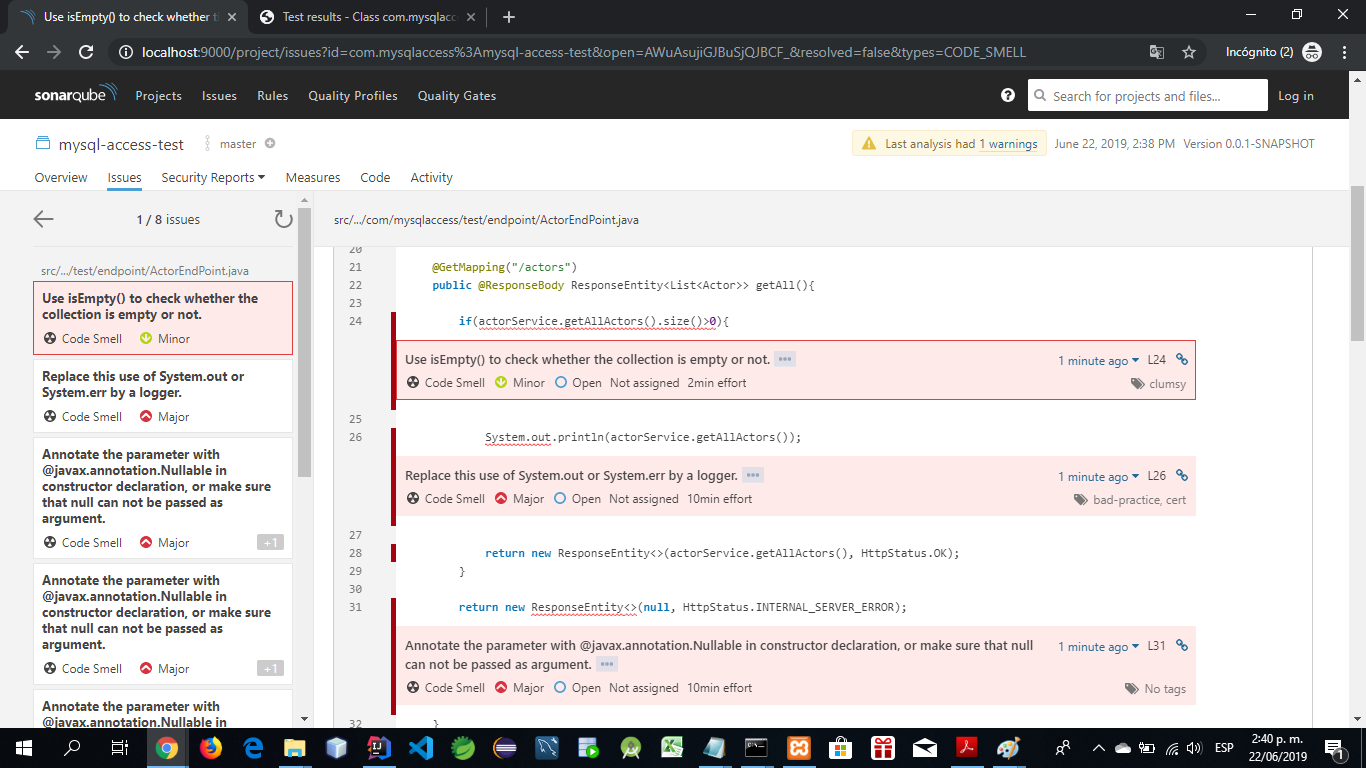 Use isEmpty() to check whether th
Test results - Class com.mysqlacce
localhost:9000/project/issues?id=com.mysqlaccess%3Amysql-access-test&open=AWuAsujiGJBuSjQJBCF_&resolved=false&types=CODE_SMELL
Incógnito (2)
sonarqube Projects Issues Rules Quality Profiles Quality Gates
Search for projects and files...
Log in
mysql-access-test master
Last analysis had 1 warnings June 22, 2019, 2:38 PM Version 0.0.1-SNAPSHOT
Overview Issues Security Reports Measures Code Activity
1 / 8 issues
src/.../test/endpoint/ActorEndPoint.java
Use isEmpty() to check whether the
collection is empty or not.
Code Smell Minor
Replace this use of System.out or
System.err by a logger.
Code Smell Major
Annotate the parameter with
@javax.annotation.Nullable in
constructor declaration, or make sure
that null can not be passed as
argument.
Code Smell Major +1
Annotate the parameter with
@javax.annotation.Nullable in
constructor declaration, or make sure
that null can not be passed as
argument.
Code Smell Major +1
Annotate the parameter with
@javax.annotation.Nullable in
src/.../com/mysqlaccess/test/endpoint/ActorEndPoint.java
20
21 @GetMapping("/actors")
22 public @ResponseBody ResponseEntity<List<Actor>> getAll(){
23
24 if(actorService.getAllActors().size()>0){
Use isEmpty() to check whether the collection is empty or not. 1 minute ago L24
Code Smell Minor Open Not assigned 2min effort clumsy
25
26 System.out.println(actorService.getAllActors());
Replace this use of System.out or System.err by a logger. 1 minute ago L26
Code Smell Major Open Not assigned 10min effort bad-practice, cert
27
28 return new ResponseEntity<>(actorService.getAllActors(), HttpStatus.OK);
29 }
30
31 return new ResponseEntity<>(null, HttpStatus.INTERNAL_SERVER_ERROR);
Annotate the parameter with @javax.annotation.Nullable in constructor declaration, or make sure that null 1 minute ago L31
can not be passed as argument.
Code Smell Major Open Not assigned 10min effort No tags
32 }
ESP
2:40 p. m.
22/06/2019
1